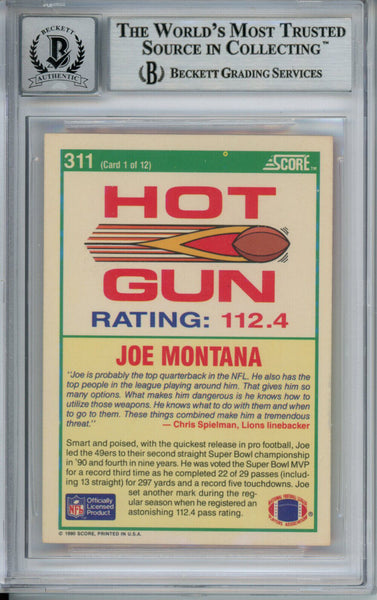 BECKETT
AUTHENTIC
THE WORLD'S MOST TRUSTED
SOURCE IN COLLECTING™
B BECKETT GRADING SERVICES
311 (Card 1 of 12)
SCORE™
HOT
GUN
RATING: 112.4
JOE MONTANA
"Joe is probably the top quarterback in the NFL. He also has the
top people in the league playing around him. That gives him so
many options. What makes him dangerous is he knows how to
utilize those weapons. He knows what to do with them and when
to go to them. These things combined make him a tremendous
threat." — Chris Spielman, Lions linebacker
Smart and poised, with the quickest release in pro football, Joe
led the 49ers to their second straight Super Bowl championship
in '90 and fourth in nine years. He was voted the Super Bowl MVP
for a record third time as he completed 22 of 29 passes (includ-
ing 13 straight) for 297 yards and a record five touchdowns. Joe
set another mark during the reg-
ular season when he registered an
astonishing 112.4 pass rating.
NFL
Officially
Licensed
Product
© 1990 SCORE, PRINTED IN U.S.A.